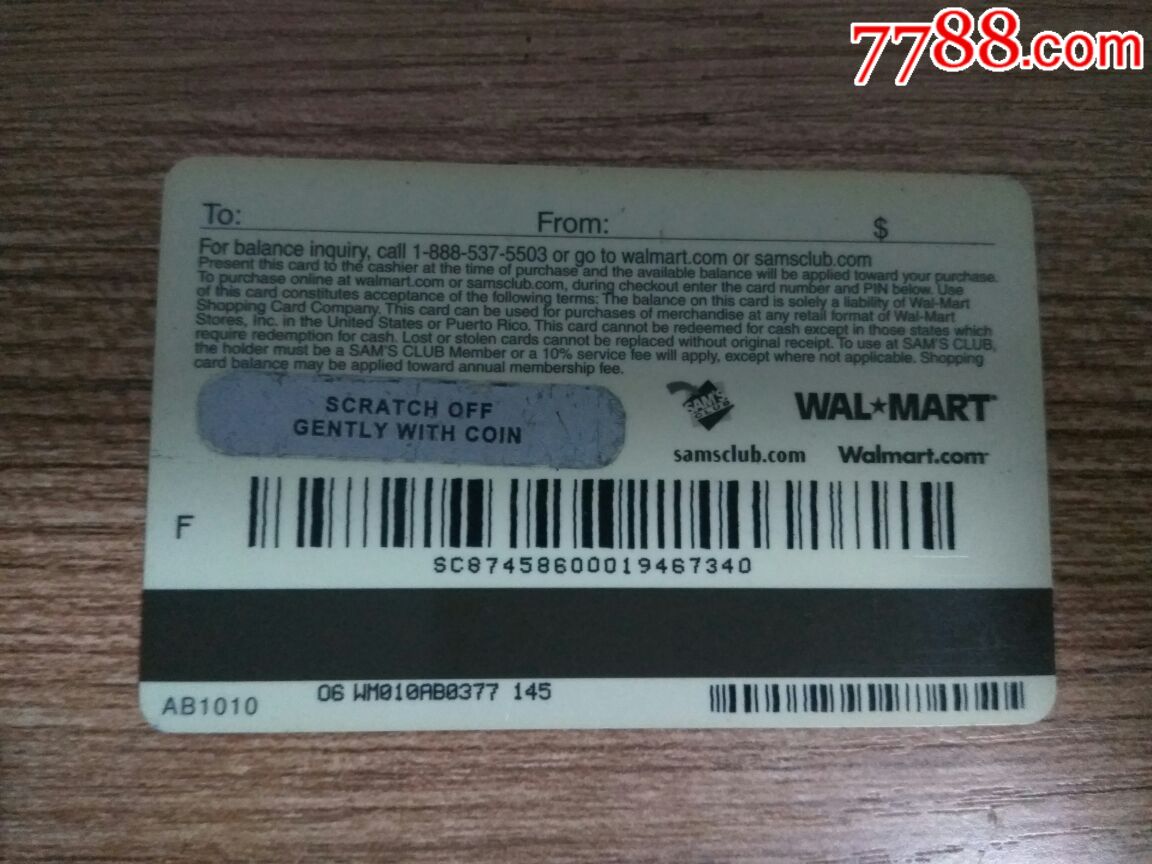 7788.com
To: From: $
For balance inquiry, call 1-888-537-5503 or go to walmart.com or samsclub.com
Present this card to the cashier at the time of purchase and the available balance will be applied toward your purchase.
To purchase online at walmart.com or samsclub.com, during checkout enter the card number and PIN below. Use
of this card constitutes acceptance of the following terms: The balance on this card is solely a liability of Wal-Mart
Shopping Card Company. This card can be used for purchases of merchandise at any retail format of Wal-Mart
Stores, Inc. in the United States or Puerto Rico. This card cannot be redeemed for cash except in those states which
require redemption for cash. Lost or stolen cards cannot be replaced without original receipt. To use at SAM'S CLUB,
the holder must be a SAM'S CLUB Member or a 10% service fee will apply, except where not applicable. Shopping
card balance may be applied toward annual membership fee.
SCRATCH OFF
GENTLY WITH COIN
SAM'S
CLUB
WAL★MART
samsclub.com Walmart.com
F
SC87458600019467340
AB1010 06 WM010AB0377 145